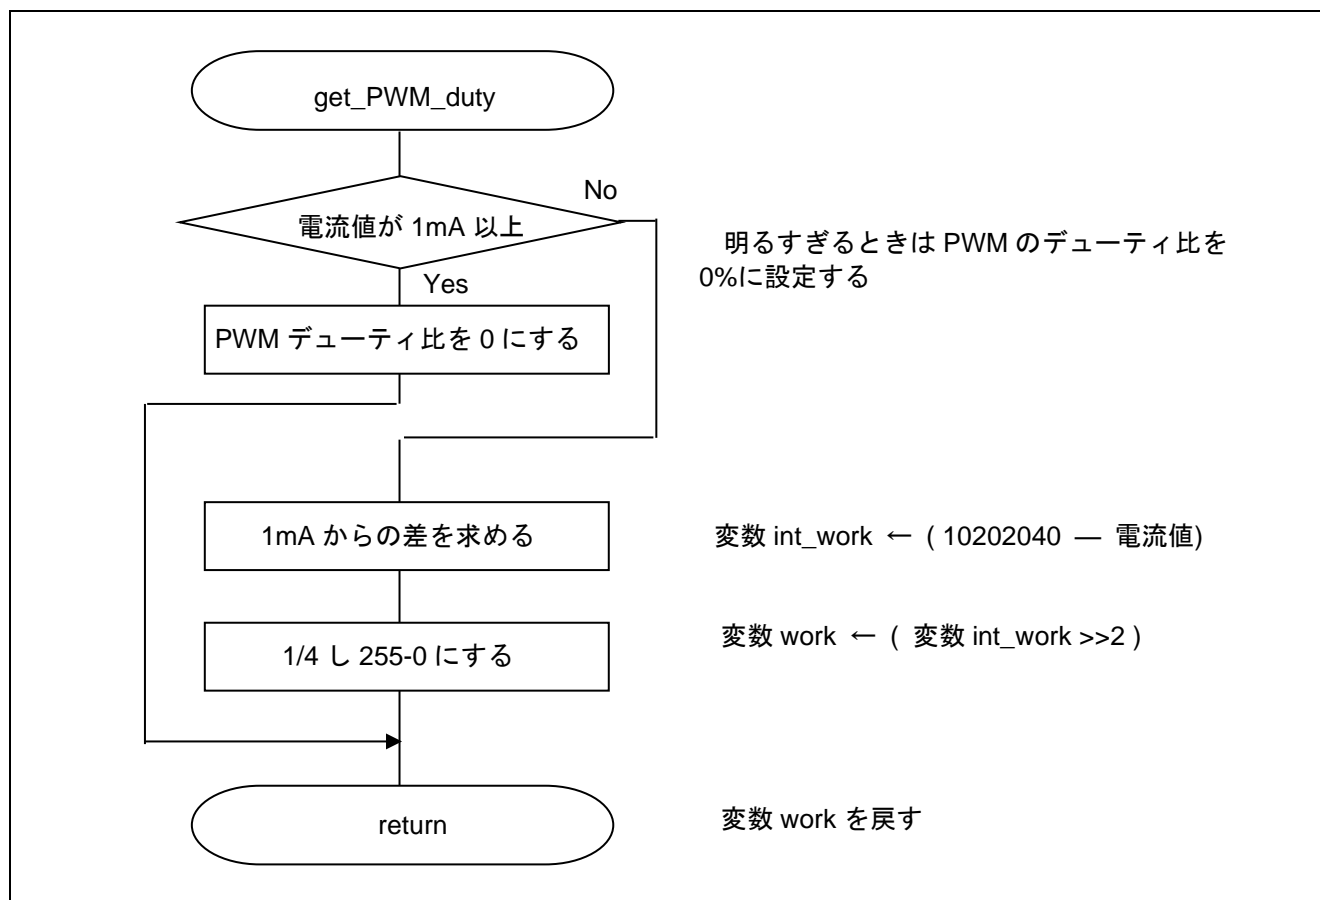 get_PWM_duty
No
電流値が 1mA 以上
明るすぎるときは PWM のデューティ比を
0%に設定する
Yes
PWM デューティ比を 0 にする
1mA からの差を求める
変数 int_work ← ( 10202040 — 電流値)
1/4 し 255-0 にする
変数 work ← ( 変数 int_work >>2 )
return
変数 work を戻す